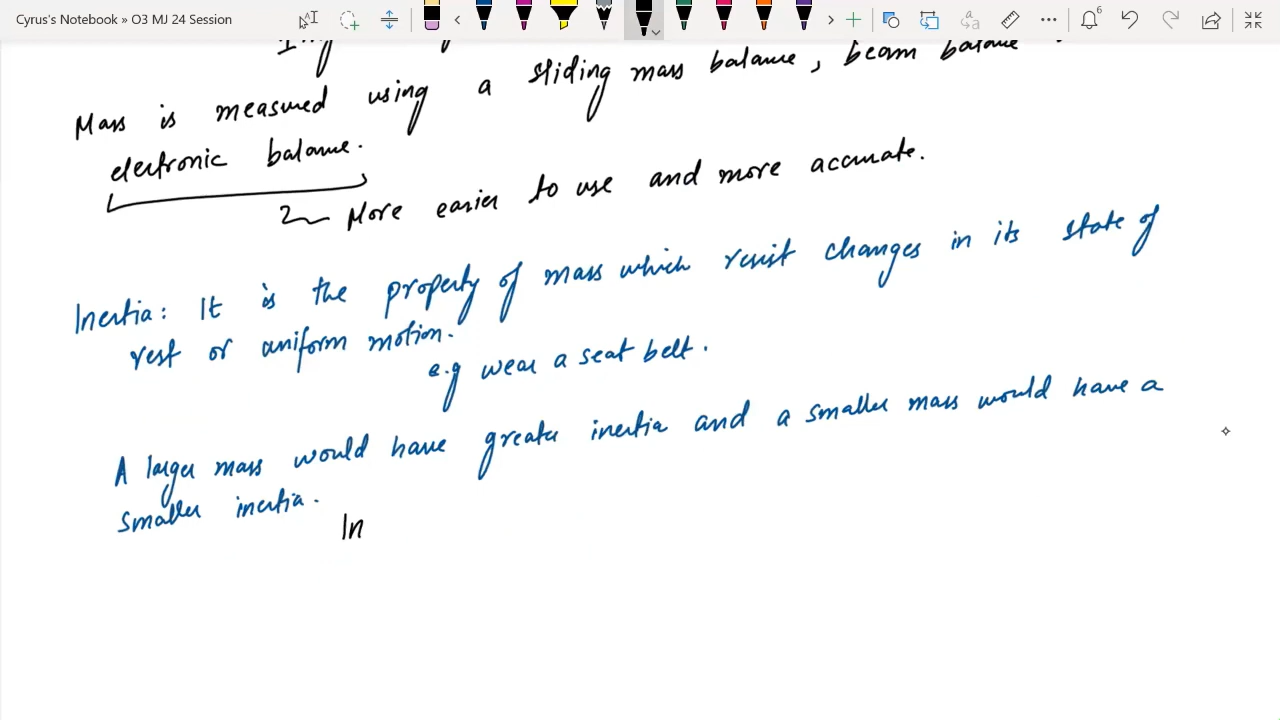 Cyrus's Notebook » O3 MJ 24 Session
6
Mass is measured using a sliding mass balance, beam balance
electronic balance.
More easier to use and more accurate.
Inertia: It is the property of mass which resist changes in its state of
rest or uniform motion.
e.g wear a seat belt.
A larger mass would have greater inertia and a smaller mass would have a
smaller inertia.
In